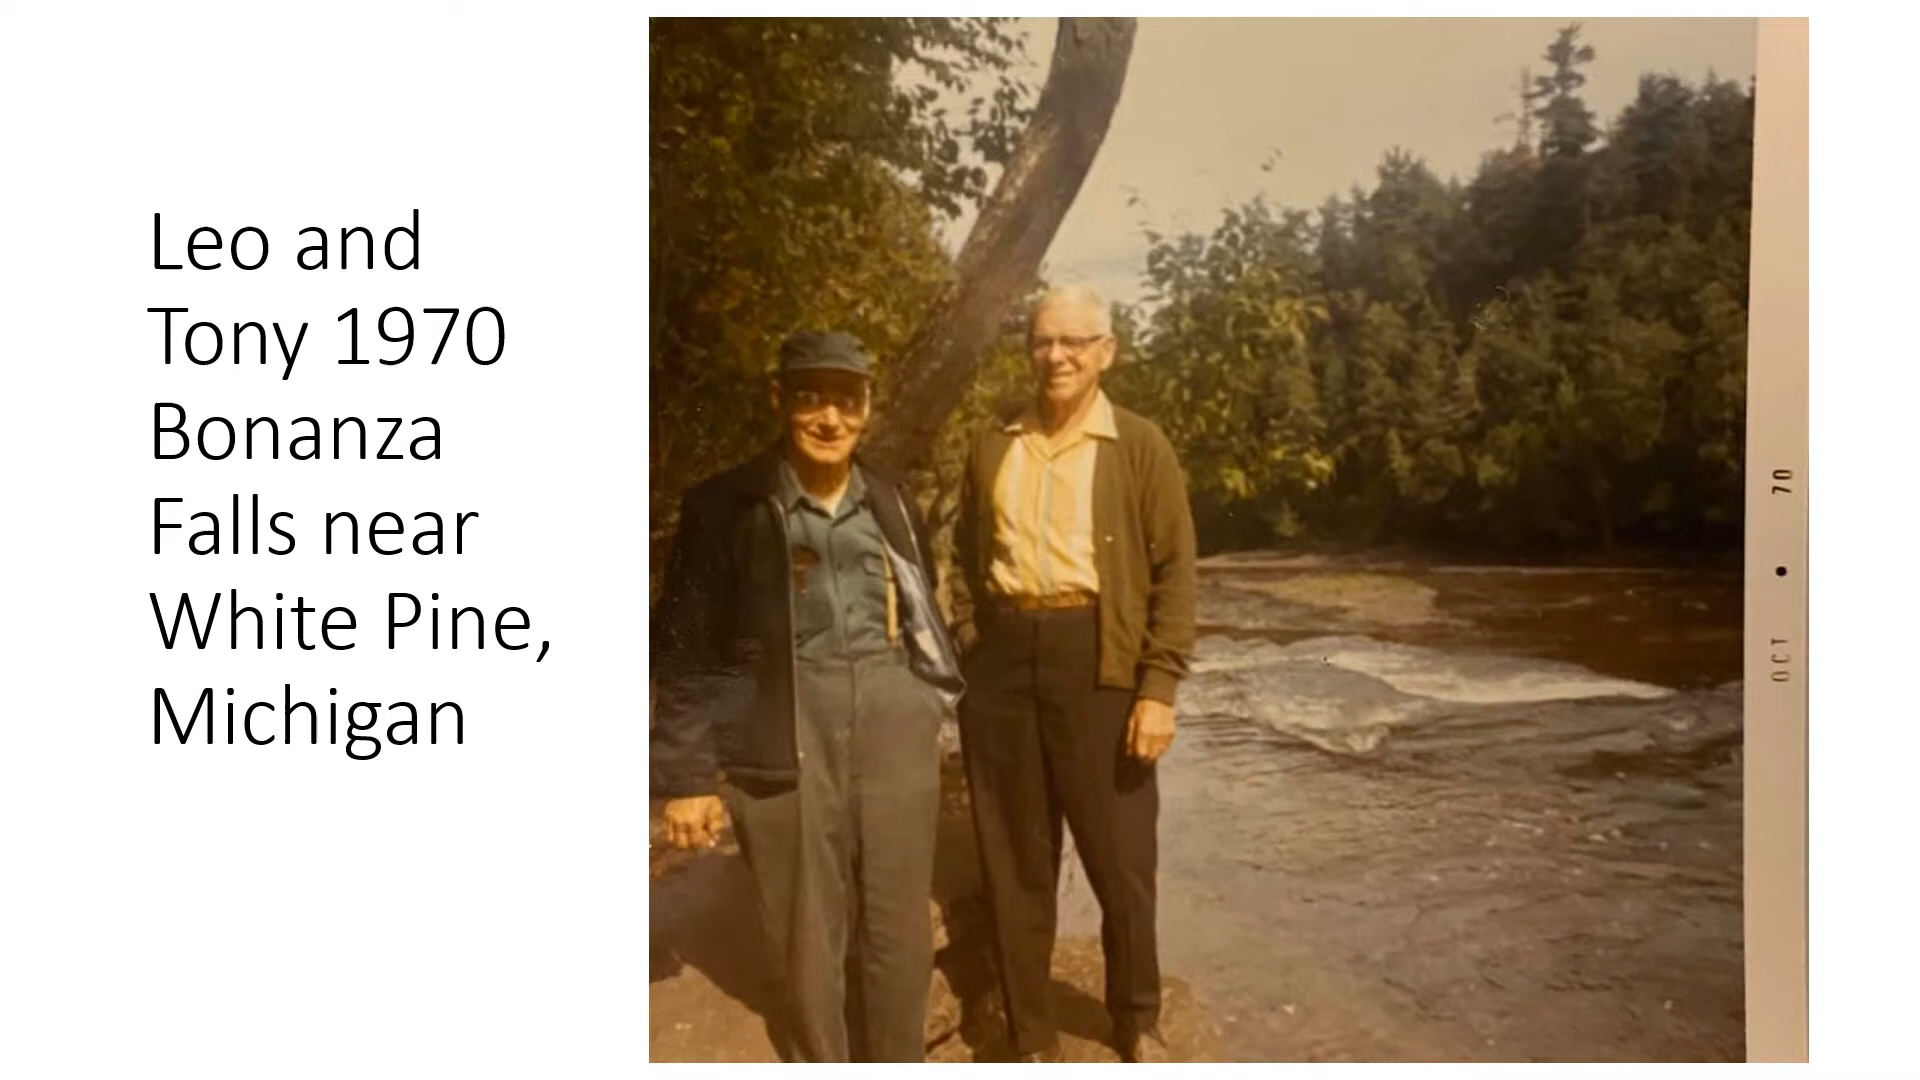 Leo and
Tony 1970
Bonanza
Falls near
White Pine,
Michigan
OCT • 70